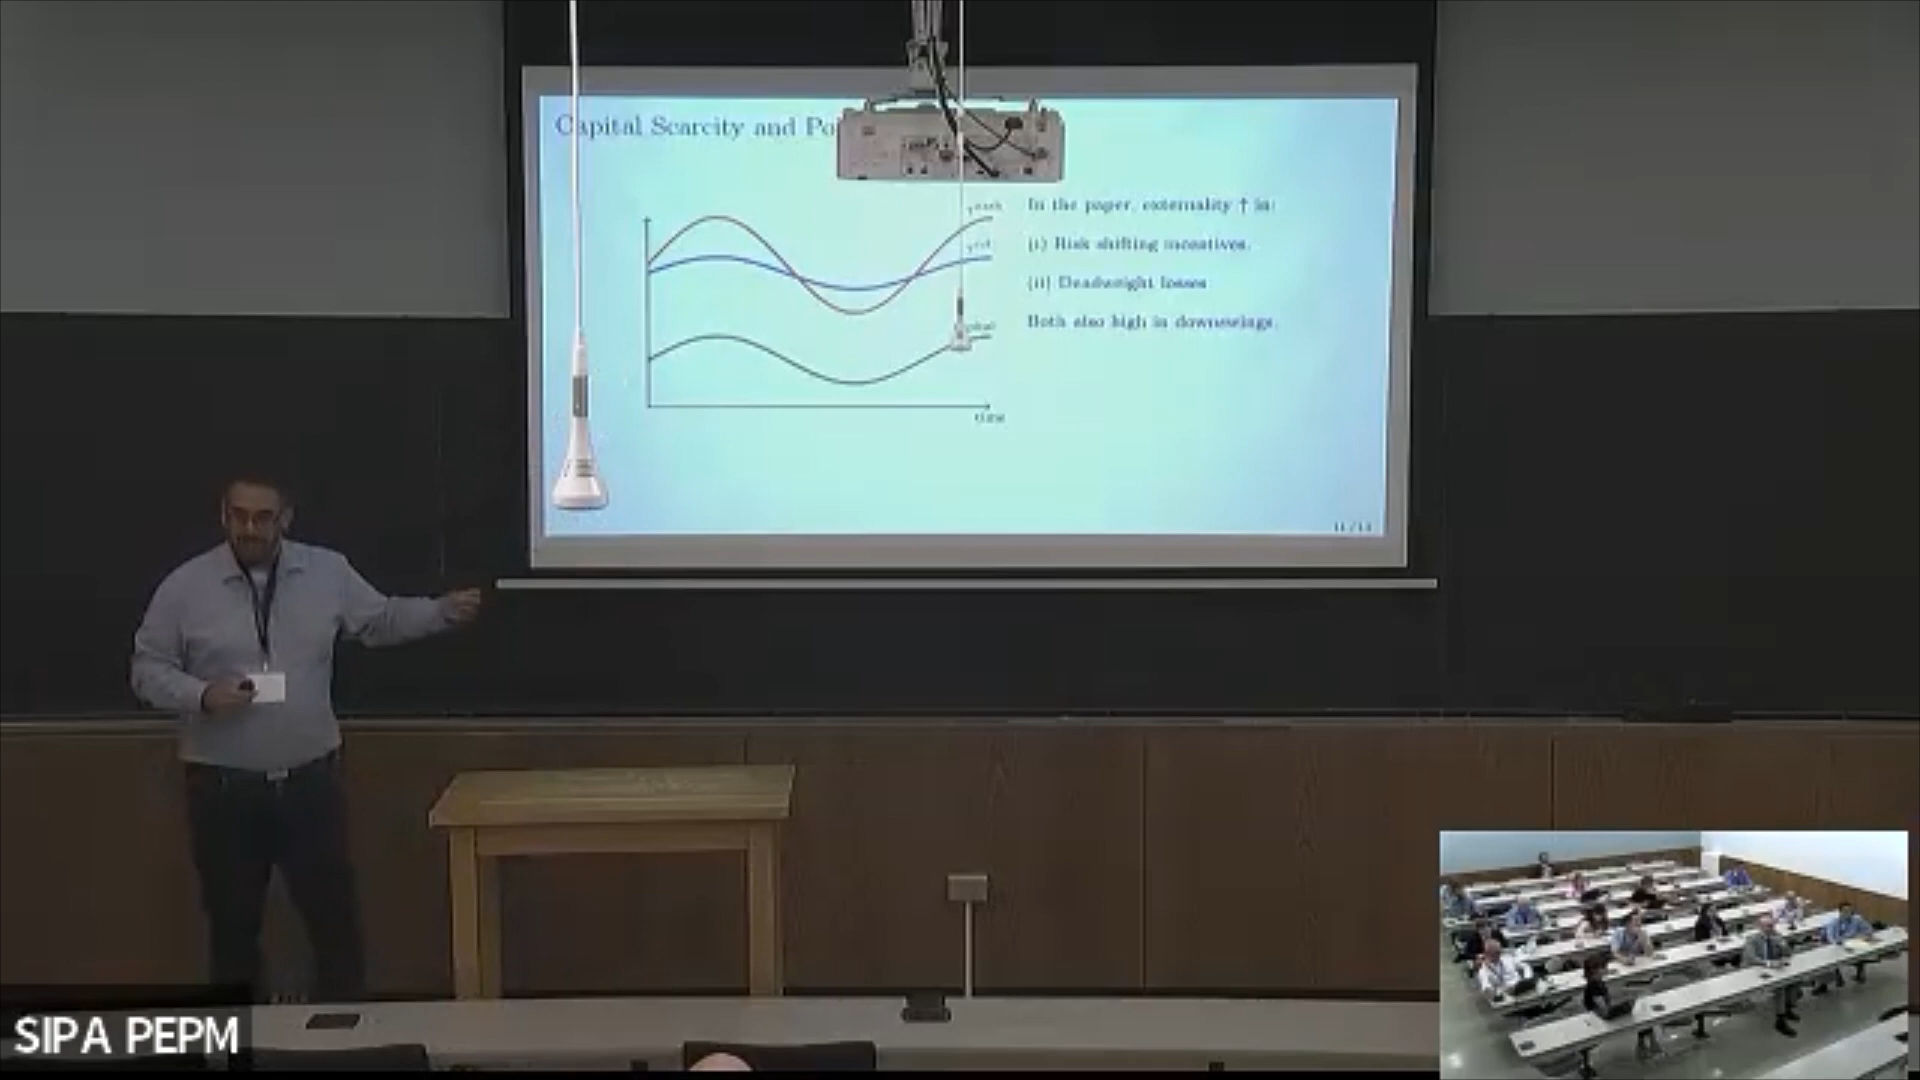 Capital Scarcity and Po
In the paper, externality ↑ in:
(i) Risk shifting incentives.
(ii) Deadweight losses
Both also high in downswings.
time
SIPA PEPM